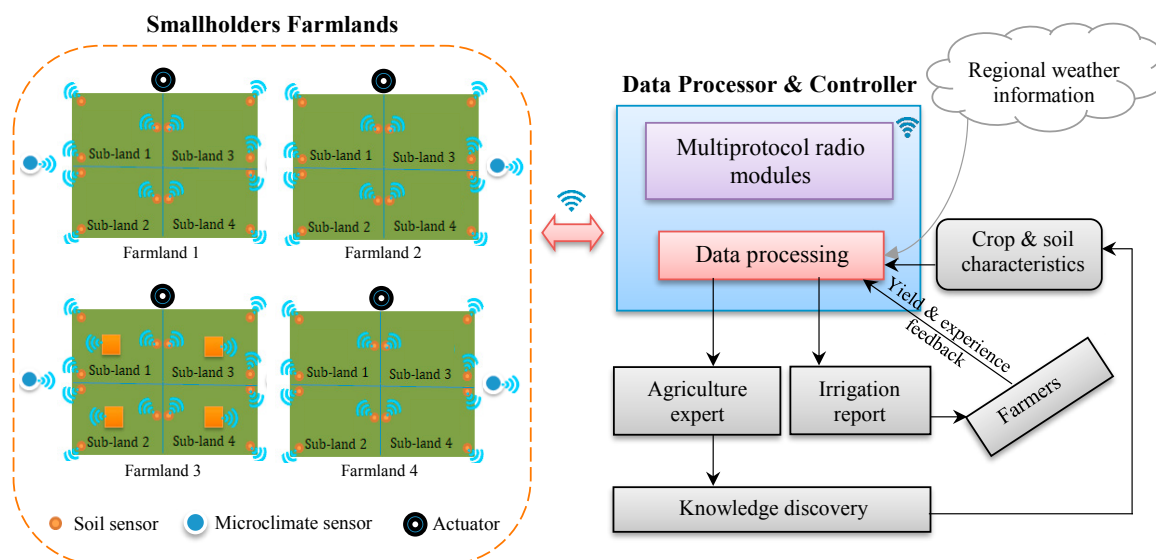 Smallholders Farmlands
Sub-land 1
Sub-land 3
Sub-land 2
Sub-land 4
Farmland 1
Sub-land 1
Sub-land 3
Sub-land 2
Sub-land 4
Farmland 2
Sub-land 1
Sub-land 3
Sub-land 2
Sub-land 4
Farmland 3
Sub-land 1
Sub-land 3
Sub-land 2
Sub-land 4
Farmland 4
Soil sensor
Microclimate sensor
Actuator
Data Processor & Controller
Regional weather
information
Multiprotocol radio
modules
Data processing
Crop & soil
characteristics
Yield & experience
feedback
Agriculture
expert
Irrigation
report
Farmers
Knowledge discovery